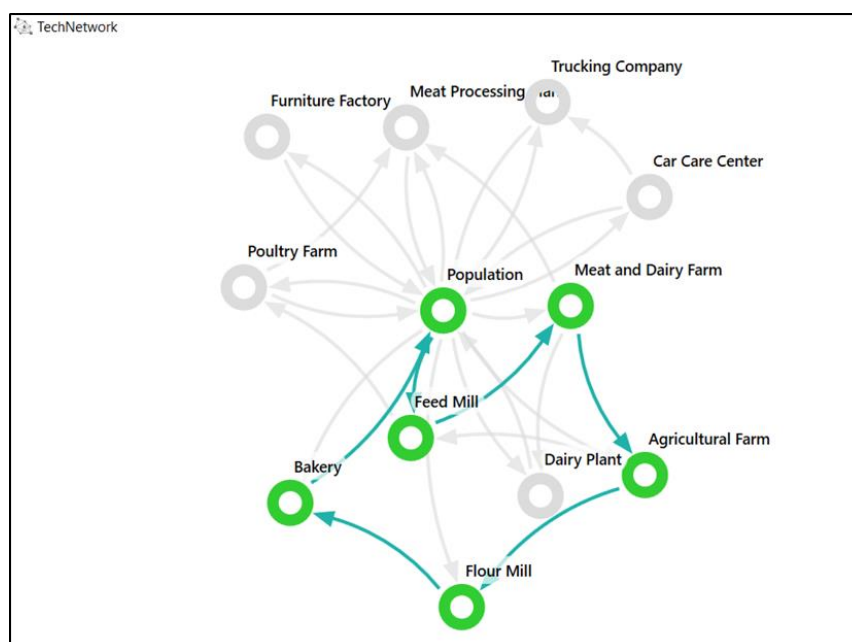 TechNetwork
Trucking Company
Furniture Factory
Meat Processing Plant
Car Care Center
Poultry Farm
Population
Meat and Dairy Farm
Feed Mill
Bakery
Dairy Plant
Agricultural Farm
Flour Mill